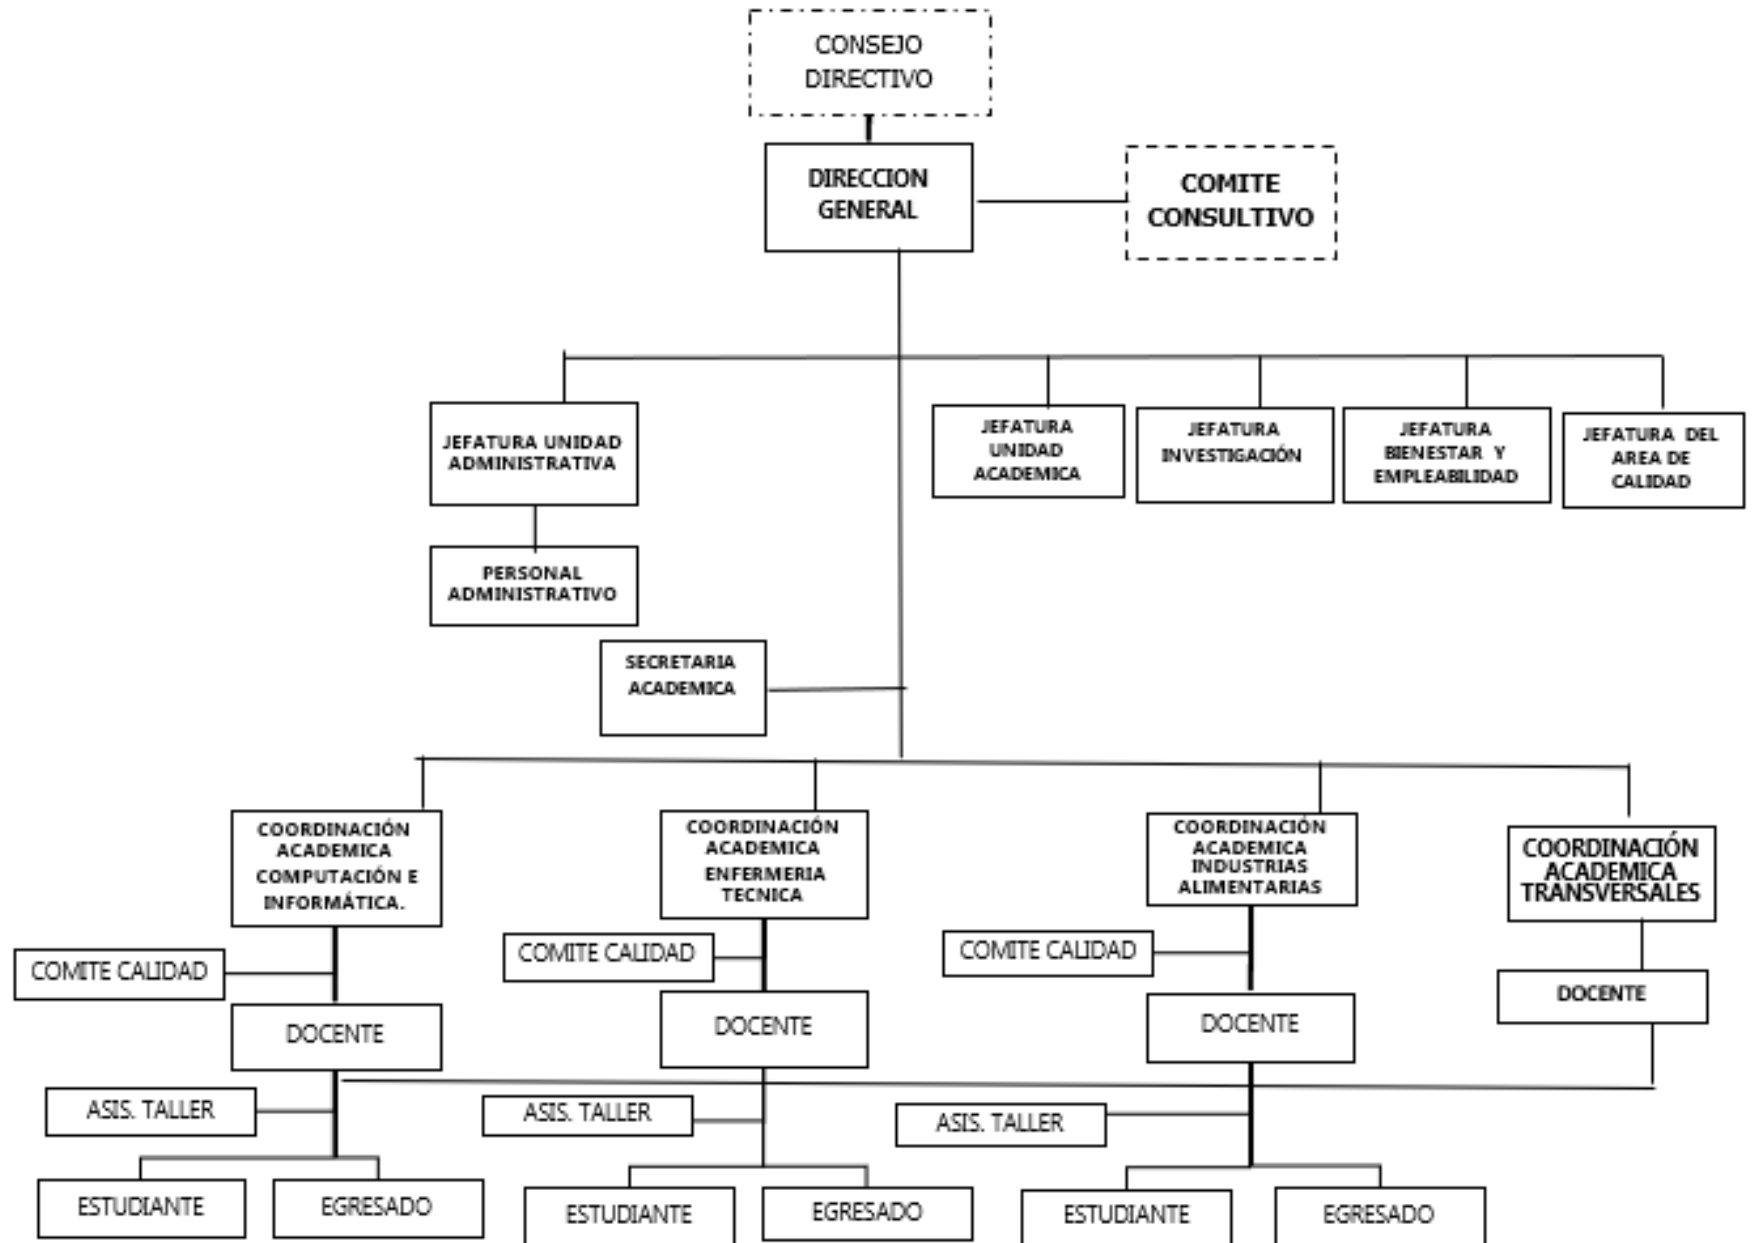 CONSEJO
DIRECTIVO
DIRECCION
GENERAL
COMITE
CONSULTIVO
JEFATURA UNIDAD
ADMINISTRATIVA
JEFATURA
UNIDAD
ACADEMICA
JEFATURA
INVESTIGACIÓN
JEFATURA
BIENESTAR Y
EMPLEABILIDAD
JEFATURA DEL
AREA DE
CALIDAD
PERSONAL
ADMINISTRATIVO
SECRETARIA
ACADEMICA
COORDINACIÓN
ACADEMICA
COMPUTACIÓN E
INFORMÁTICA.
COORDINACIÓN
ACADEMICA
ENFERMERIA
TECNICA
COORDINACIÓN
ACADEMICA
INDUSTRIAS
ALIMENTARIAS
COORDINACIÓN
ACADEMICA
TRANSVERSALES
COMITE CALIDAD
COMITE CALIDAD
COMITE CALIDAD
DOCENTE
DOCENTE
DOCENTE
DOCENTE
ASIS. TALLER
ASIS. TALLER
ASIS. TALLER
ESTUDIANTE
EGRESADO
ESTUDIANTE
EGRESADO
ESTUDIANTE
EGRESADO